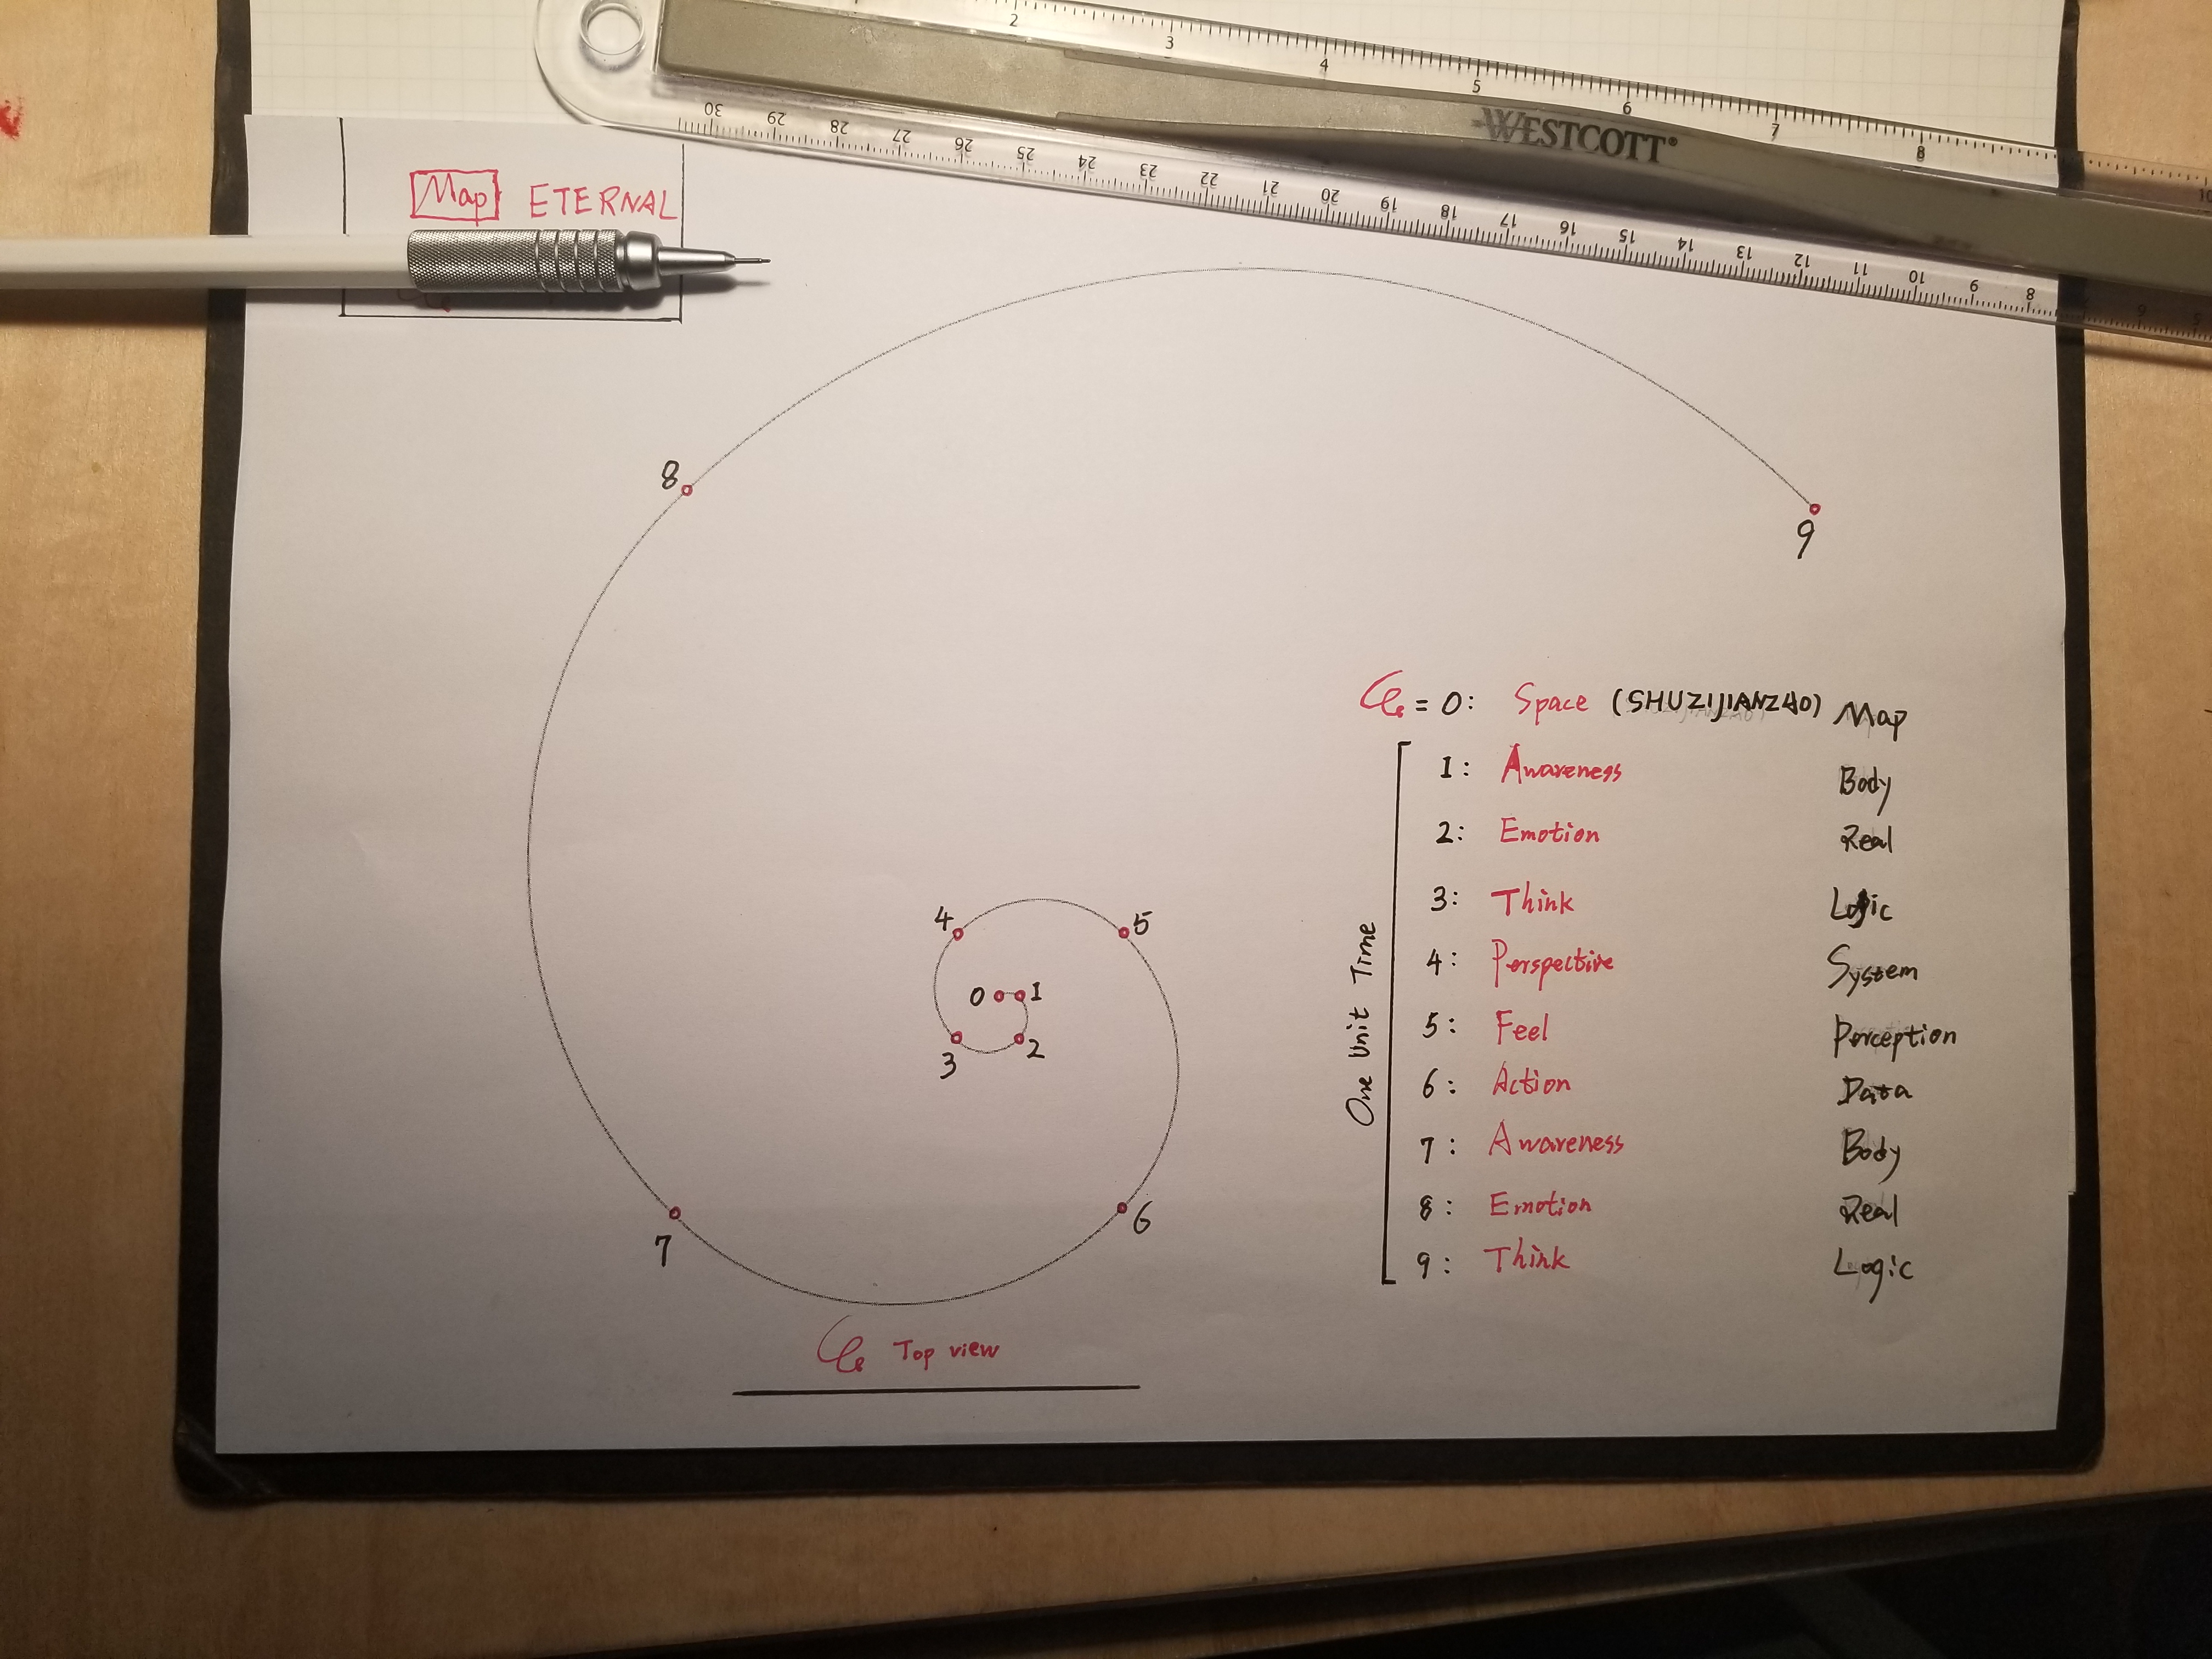 2 3 4 5 6 7 8
WESTCOTT®
30 29 28 27 26 25 24 23 22 21 20 19 18 17 16 15 14 13 12 11 10 9 8
Map ETERNAL
8
9
4
5
0 1
3 2
7
6
= 0: Space (SHUZIJIANZAO) Map
One Unit Time
1: Awareness Body
2: Emotion Real
3: Think Logic
4: Perspective System
5: Feel Perception
6: Action Data
7: Awareness Body
8: Emotion Real
9: Think Logic
Top view